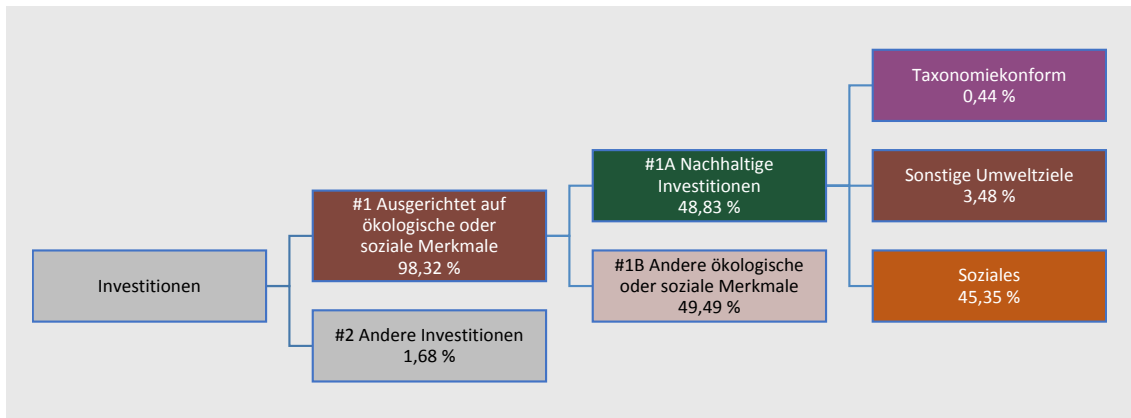 Investitionen
#1 Ausgerichtet auf
ökologische oder
soziale Merkmale
98,32 %
#2 Andere Investitionen
1,68 %
#1A Nachhaltige
Investitionen
48,83 %
#1B Andere ökologische
oder soziale Merkmale
49,49 %
Taxonomiekonform
0,44 %
Sonstige Umweltziele
3,48 %
Soziales
45,35 %